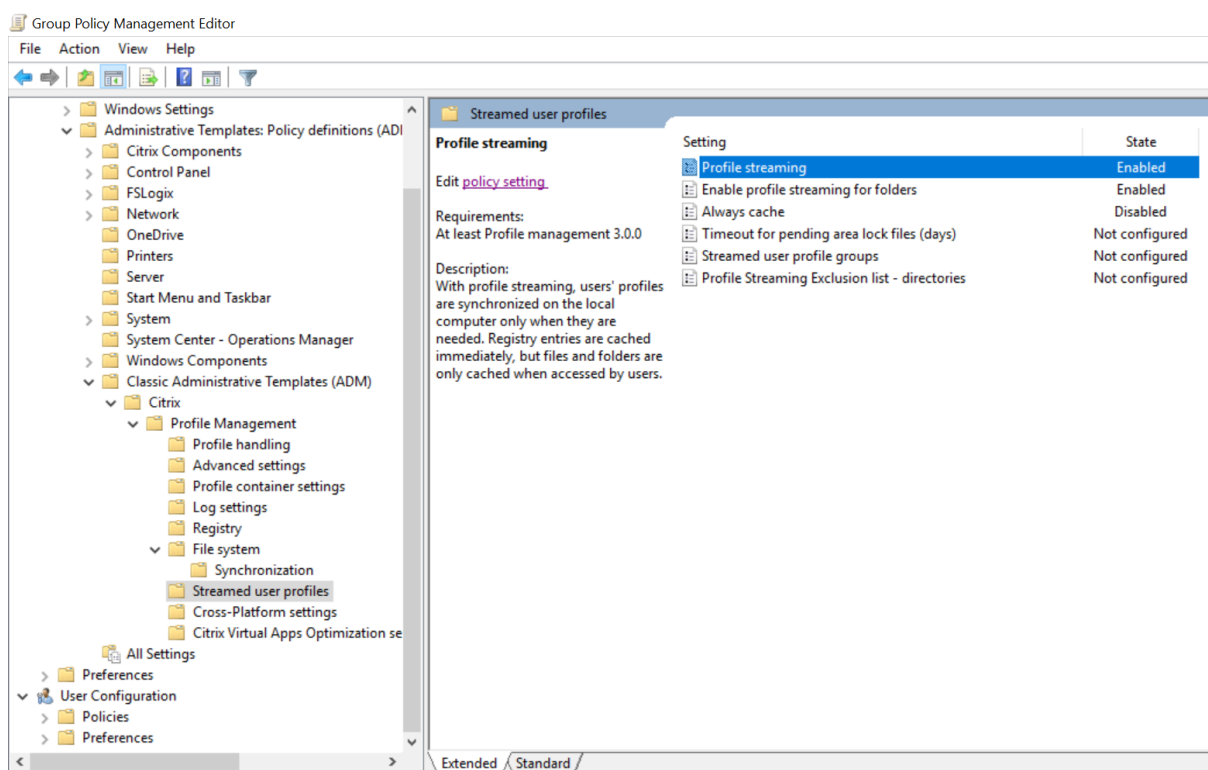 Group Policy Management Editor
File Action View Help
Windows Settings
Administrative Templates: Policy definitions (ADI
Citrix Components
Control Panel
FSLogix
Network
OneDrive
Printers
Server
Start Menu and Taskbar
System
System Center - Operations Manager
Windows Components
Classic Administrative Templates (ADM)
Citrix
Profile Management
Profile handling
Advanced settings
Profile container settings
Log settings
Registry
File system
Synchronization
Streamed user profiles
Cross-Platform settings
Citrix Virtual Apps Optimization se
All Settings
Preferences
User Configuration
Policies
Preferences
Streamed user profiles
Profile streaming
Edit policy setting
Requirements:
At least Profile management 3.0.0
Description:
With profile streaming, users' profiles
are synchronized on the local
computer only when they are
needed. Registry entries are cached
immediately, but files and folders are
only cached when accessed by users.
Setting State
Profile streaming Enabled
Enable profile streaming for folders Enabled
Always cache Disabled
Timeout for pending area lock files (days) Not configured
Streamed user profile groups Not configured
Profile Streaming Exclusion list - directories Not configured
Extended Standard